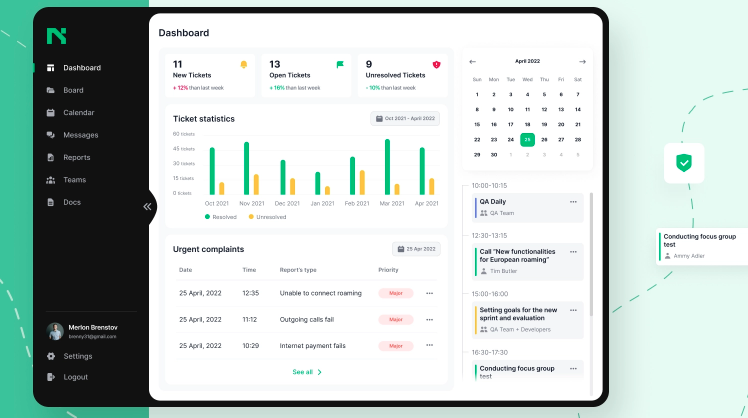 Dashboard
Board
Calendar
Messages
Reports
Teams
Docs
Merlon Brenstov
brenny31@gmail.com
Settings
Logout
Dashboard
11
New Tickets
+ 12% than last week
13
Open Tickets
+ 16% than last week
9
Unresolved Tickets
- 10% than last week
Ticket statistics
Oct 2021 - April 2022
60 tickets
45 tickets
30 tickets
15 tickets
0 tickets
Oct 2021 Nov 2021 Dec 2021 Jan 2021 Feb 2021 Mar 2021 Apr 2021
Resolved Unresolved
Urgent complaints
25 Apr 2022
Date Time Report's type Priority
25 April, 2022 12:35 Unable to connect roaming Major
25 April, 2022 11:12 Outgoing calls fail Major
25 April, 2022 10:29 Internet payment fails Major
See all
April 2022
Sun Mon Tue Wed Thu Fri Sat
1 2 3 4 5 6 7
8 9 10 11 12 13 14
15 16 17 18 19 20 21
22 23 24 25 26 27 28
29 30 1 2 3 4 5
10:00-10:15
QA Daily
QA Team
12:30-13:15
Call "New functionalities
for European roaming"
Tim Butler
15:00-16:00
Setting goals for the new
sprint and evaluation
QA Team + Developers
16:30-17:30
Conducting focus group
test
Conducting focus group
test
Ammy Adler